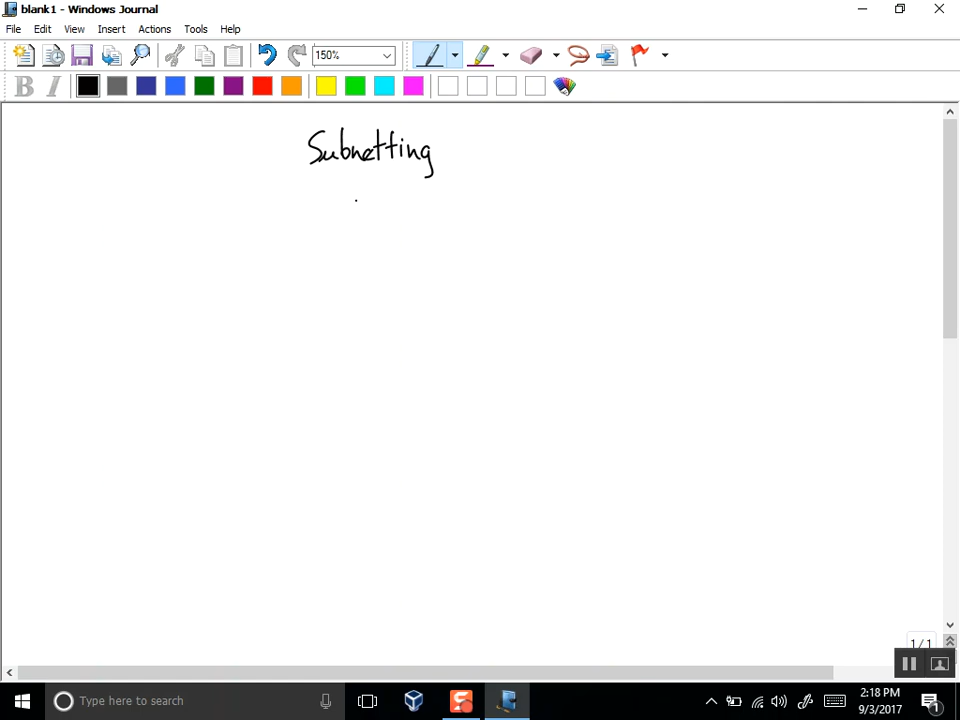 blank1 - Windows Journal
File Edit View Insert Actions Tools Help
150%
B I
Subnetting
1/1
Type here to search
2:18 PM
9/3/2017
1